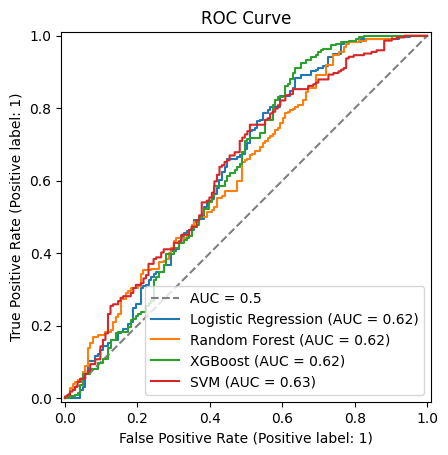 ROC Curve
True Positive Rate (Positive label: 1)
1.0
0.8
0.6
0.4
0.2
0.0
AUC = 0.5
Logistic Regression (AUC = 0.62)
Random Forest (AUC = 0.62)
XGBoost (AUC = 0.62)
SVM (AUC = 0.63)
0.0 0.2 0.4 0.6 0.8 1.0
False Positive Rate (Positive label: 1)